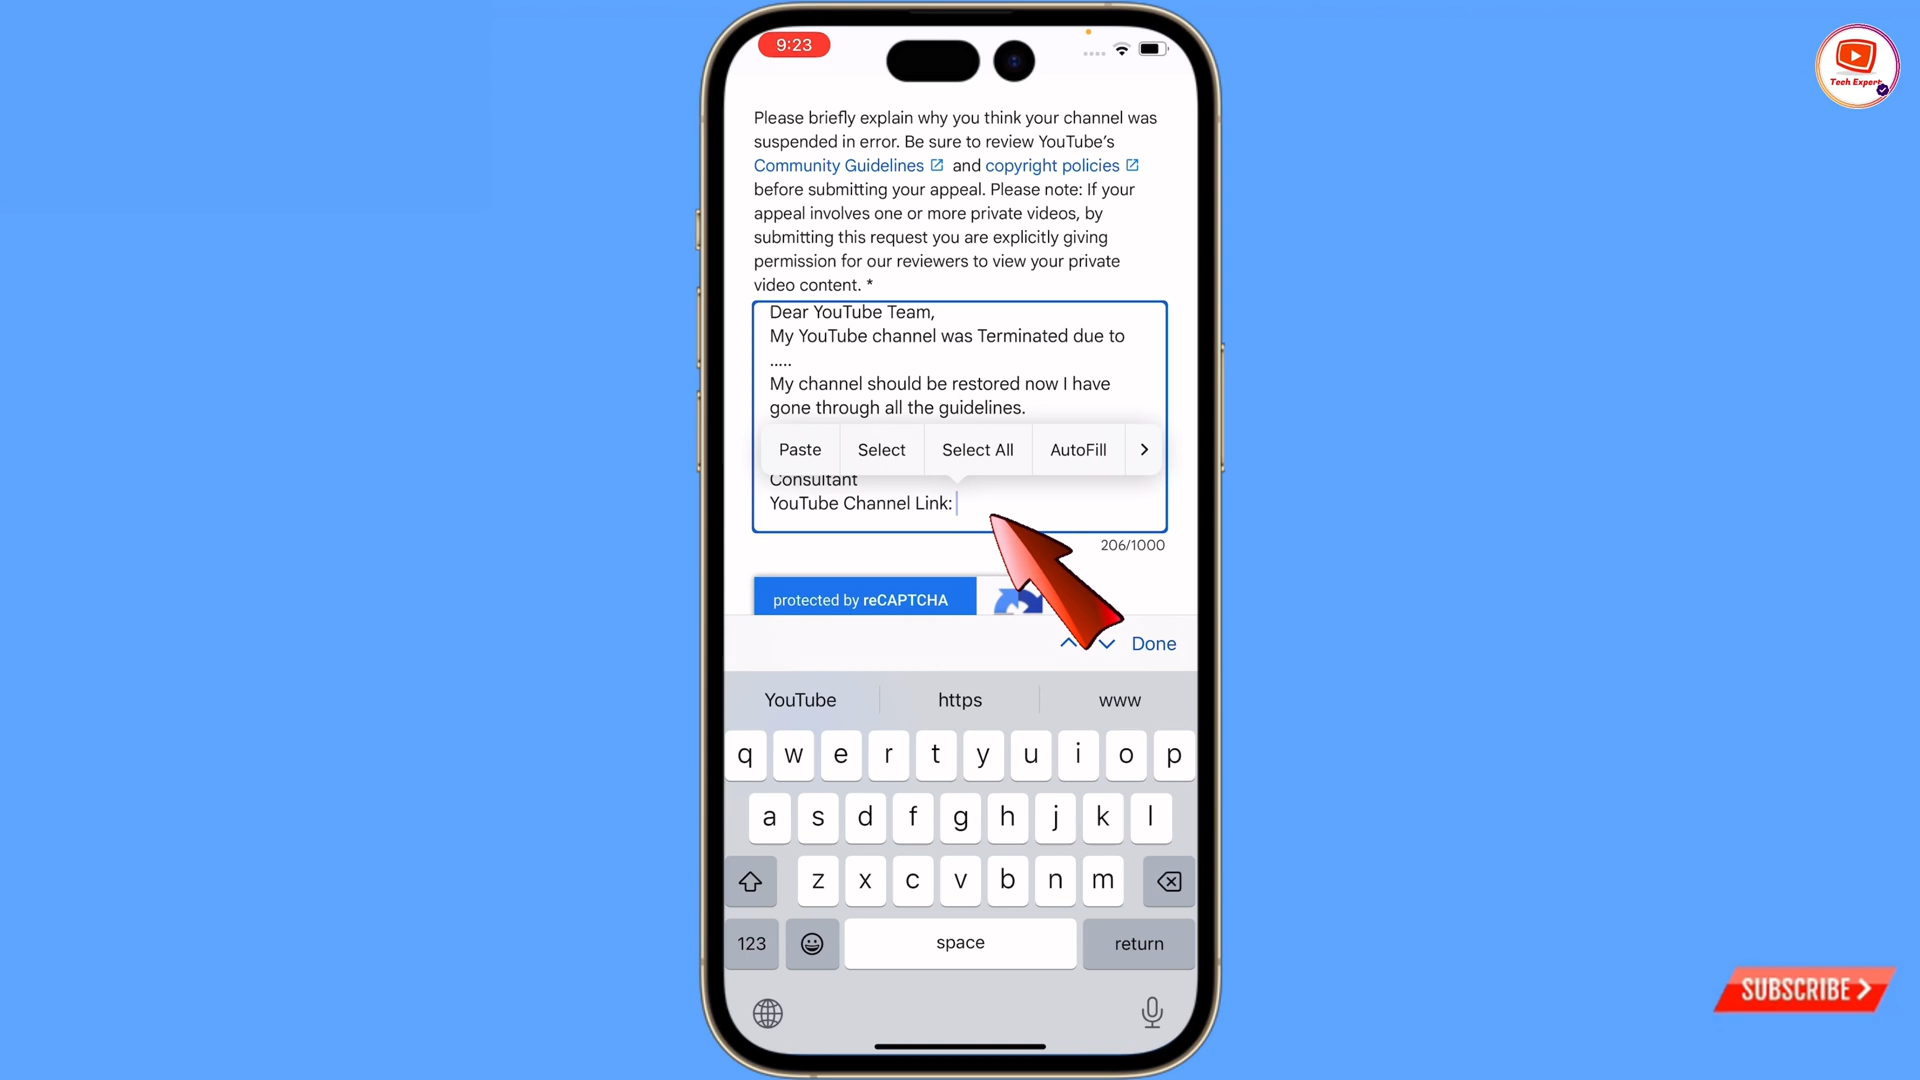 9:23
Tech Expert
Please briefly explain why you think your channel was
suspended in error. Be sure to review YouTube's
Community Guidelines and copyright policies
before submitting your appeal. Please note: If your
appeal involves one or more private videos, by
submitting this request you are explicitly giving
permission for our reviewers to view your private
video content. *
Dear YouTube Team,
My YouTube channel was Terminated due to
.....
My channel should be restored now I have
gone through all the guidelines.
Paste Select Select All AutoFill
Consultant
YouTube Channel Link:
206/1000
protected by reCAPTCHA
Done
YouTube https www
q w e r t y u i o p
a s d f g h j k l
z x c v b n m
123 space return
SUBSCRIBE